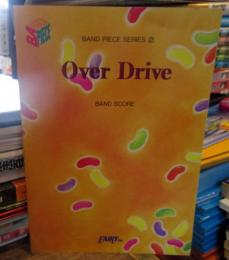 BAND PIECE SERIES
Over Drive
BAND SCORE
FAIRY